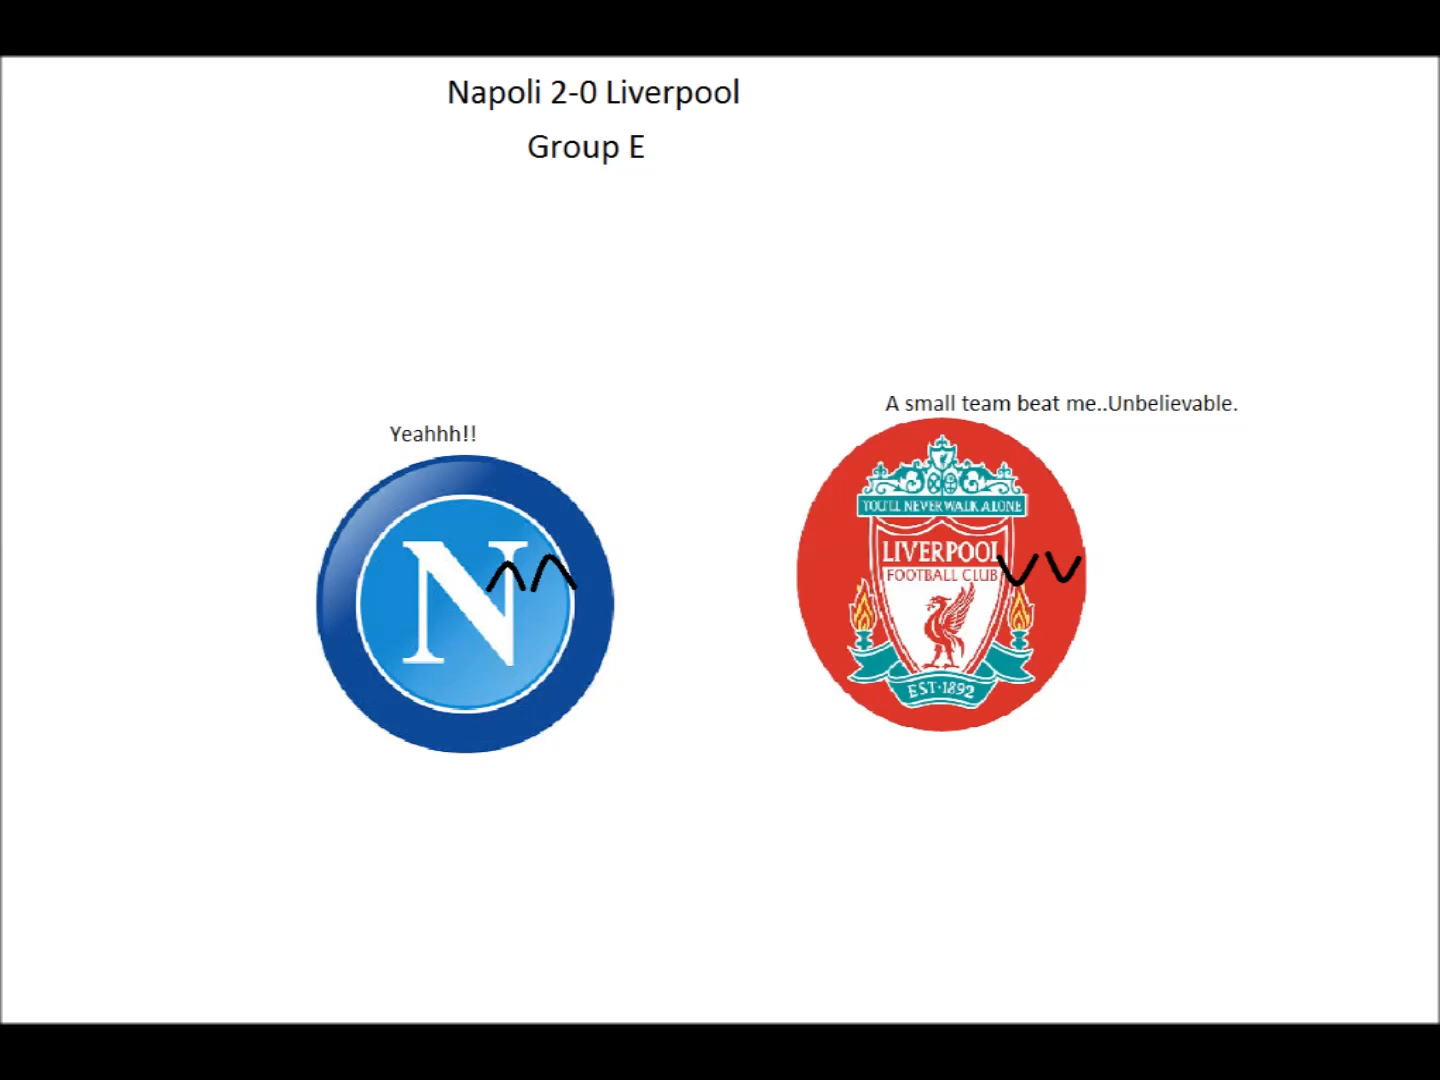 Napoli 2-0 Liverpool
Group E
A small team beat me..Unbelievable.
Yeahhh!!
N
YOU'LL NEVER WALK ALONE
LIVERPOOL
FOOTBALL CLUB
EST·1892